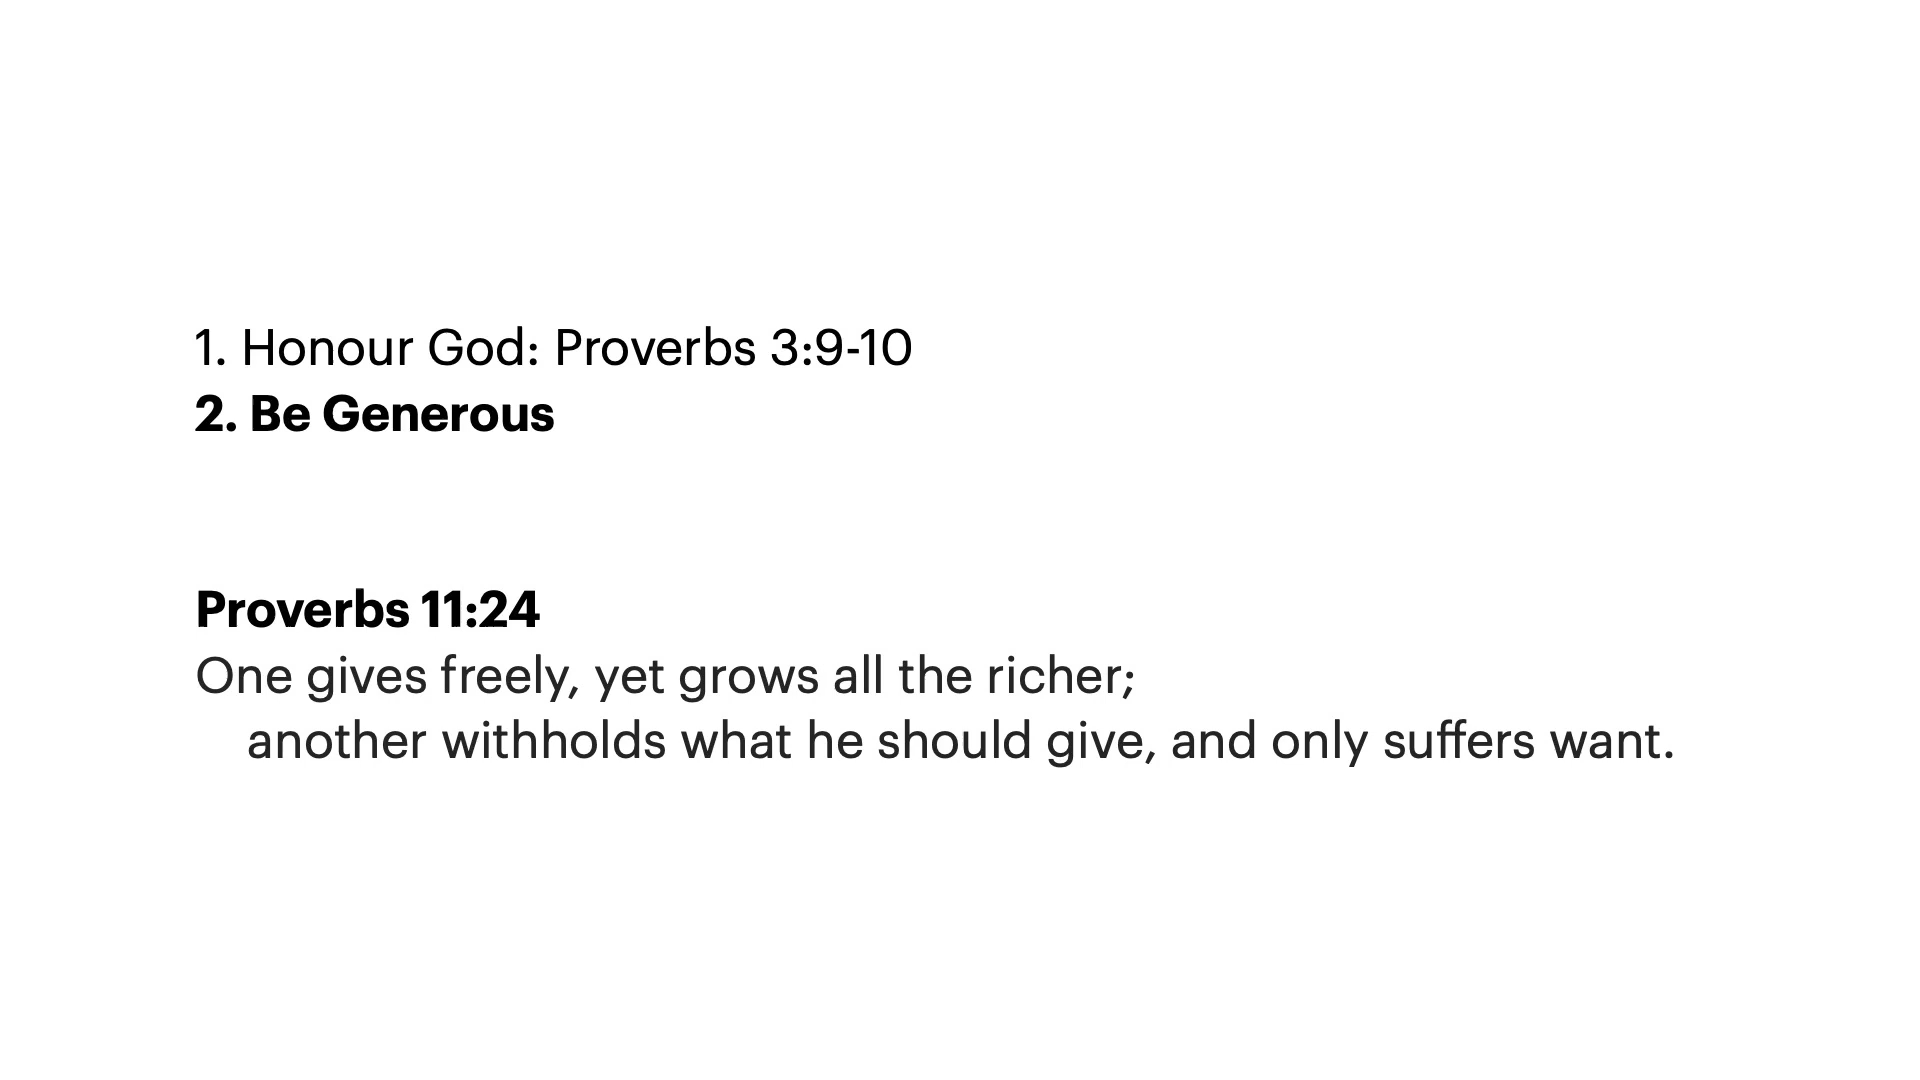 1. Honour God: Proverbs 3:9-10
2. Be Generous
Proverbs 11:24
One gives freely, yet grows all the richer;
another withholds what he should give, and only suffers want.